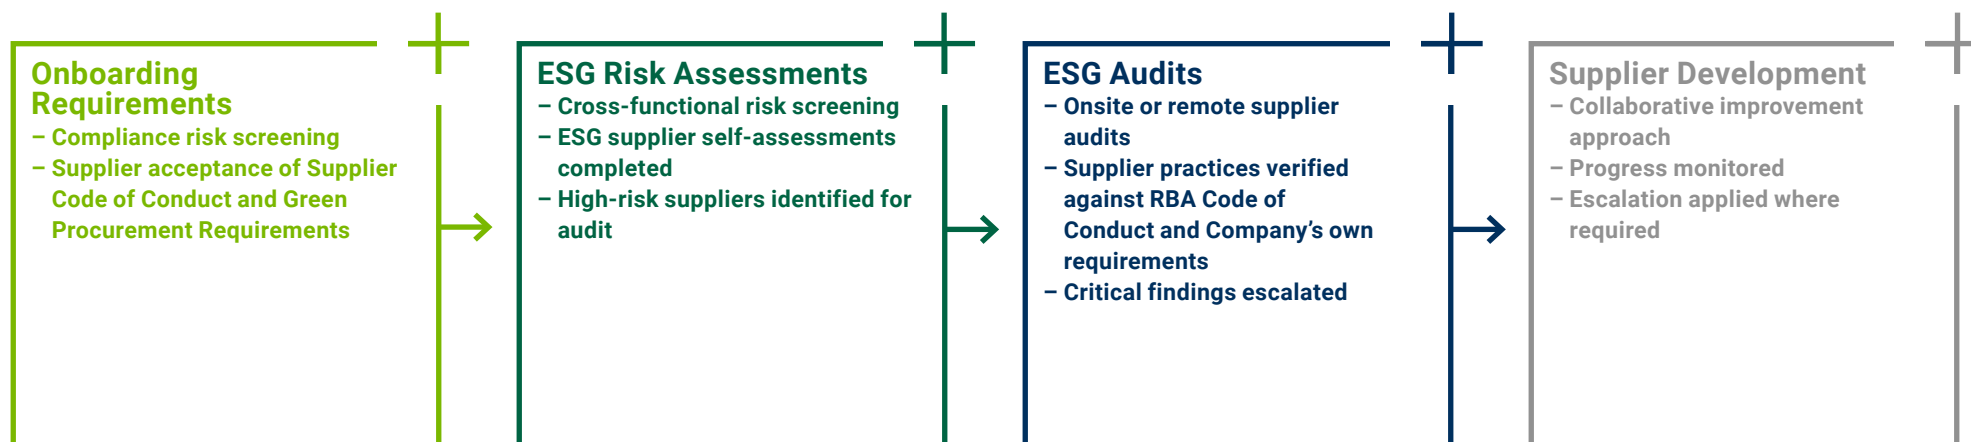 Onboarding
Requirements
– Compliance risk screening
– Supplier acceptance of Supplier
Code of Conduct and Green
Procurement Requirements
ESG Risk Assessments
– Cross-functional risk screening
– ESG supplier self-assessments
completed
– High-risk suppliers identified for
audit
ESG Audits
– Onsite or remote supplier
audits
– Supplier practices verified
against RBA Code of
Conduct and Company’s own
requirements
– Critical findings escalated
Supplier Development
– Collaborative improvement
approach
– Progress monitored
– Escalation applied where
required